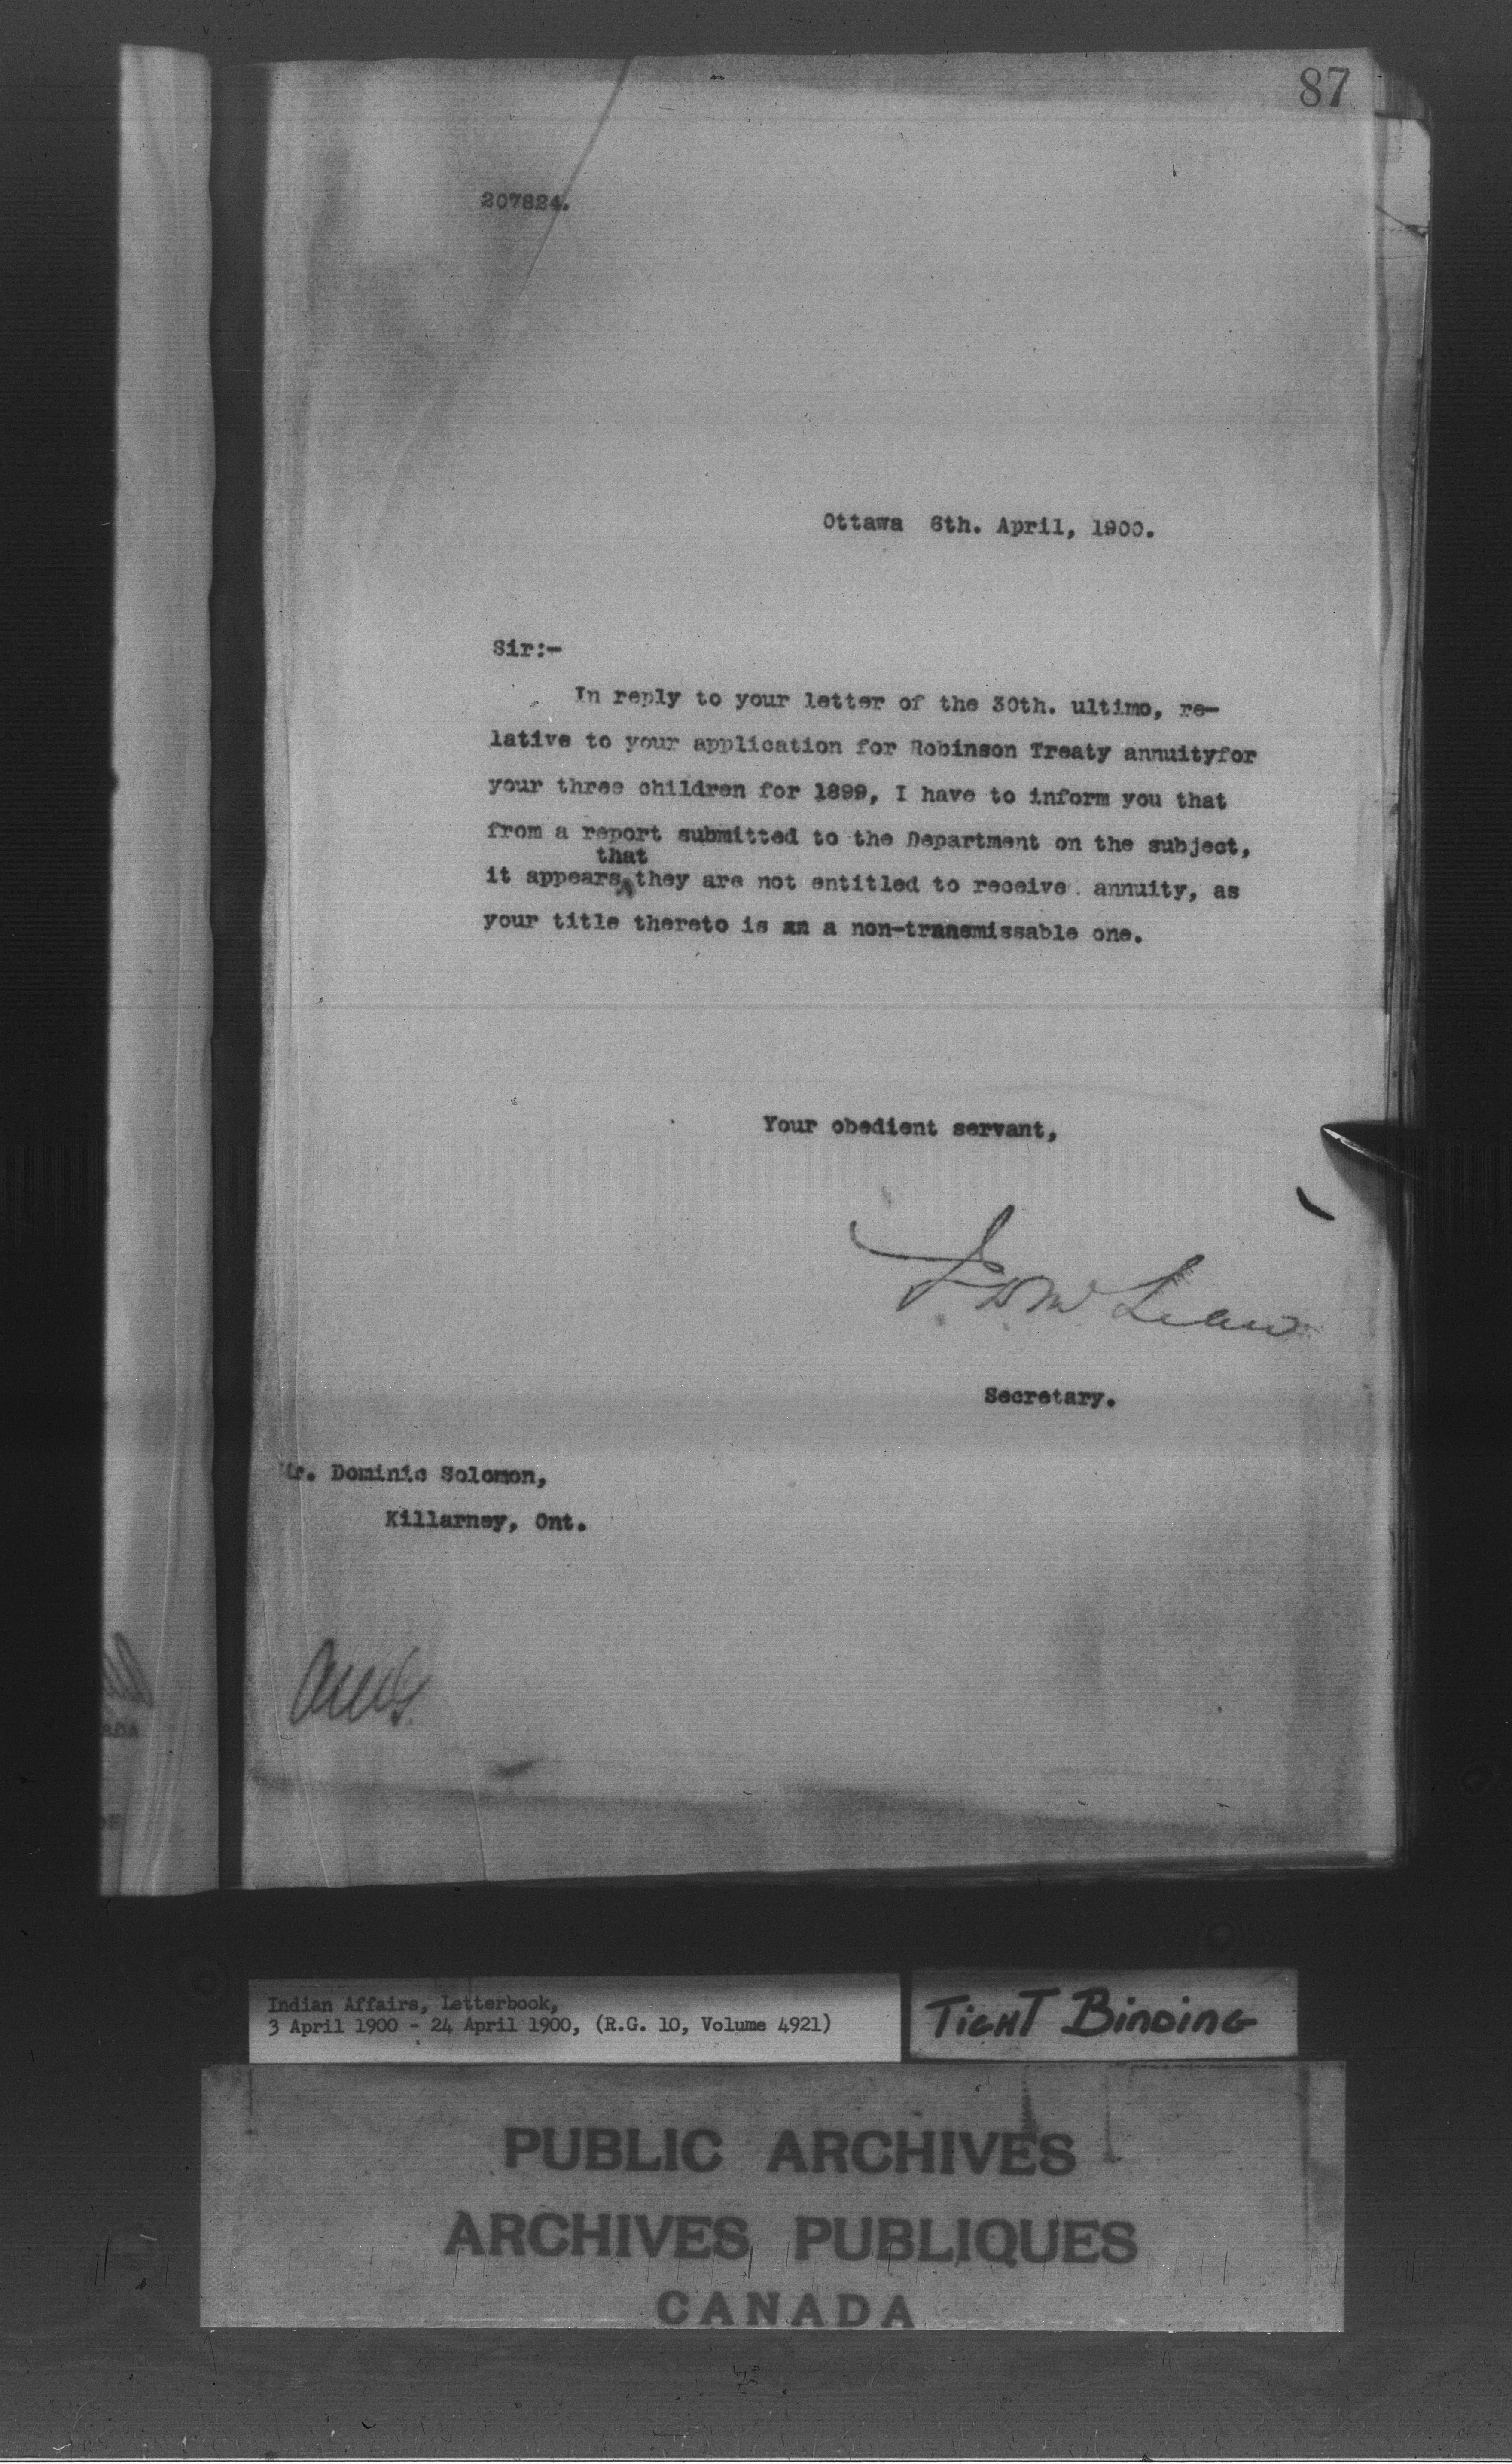 87
207824.
Ottawa 6th. April, 1900.
Sir:-
In reply to your letter of the 30th. ultimo, re-
lative to your application for Robinson Treaty annuityfor
your three children for 1899, I have to inform you that
from a report submitted to the Department on the subject,
that
it appears they are not entitled to receive annuity, as
your title thereto is an a non-transmissable one.
Your obedient servant,
J D McLean
Secretary.
Mr. Dominic Solomon,
Killarney, Ont.
Indian Affairs, Letterbook,
3 April 1900 - 24 April 1900, (R.G. 10, Volume 4921)
TIGHT BINDING
PUBLIC ARCHIVES
ARCHIVES PUBLIQUES
CANADA